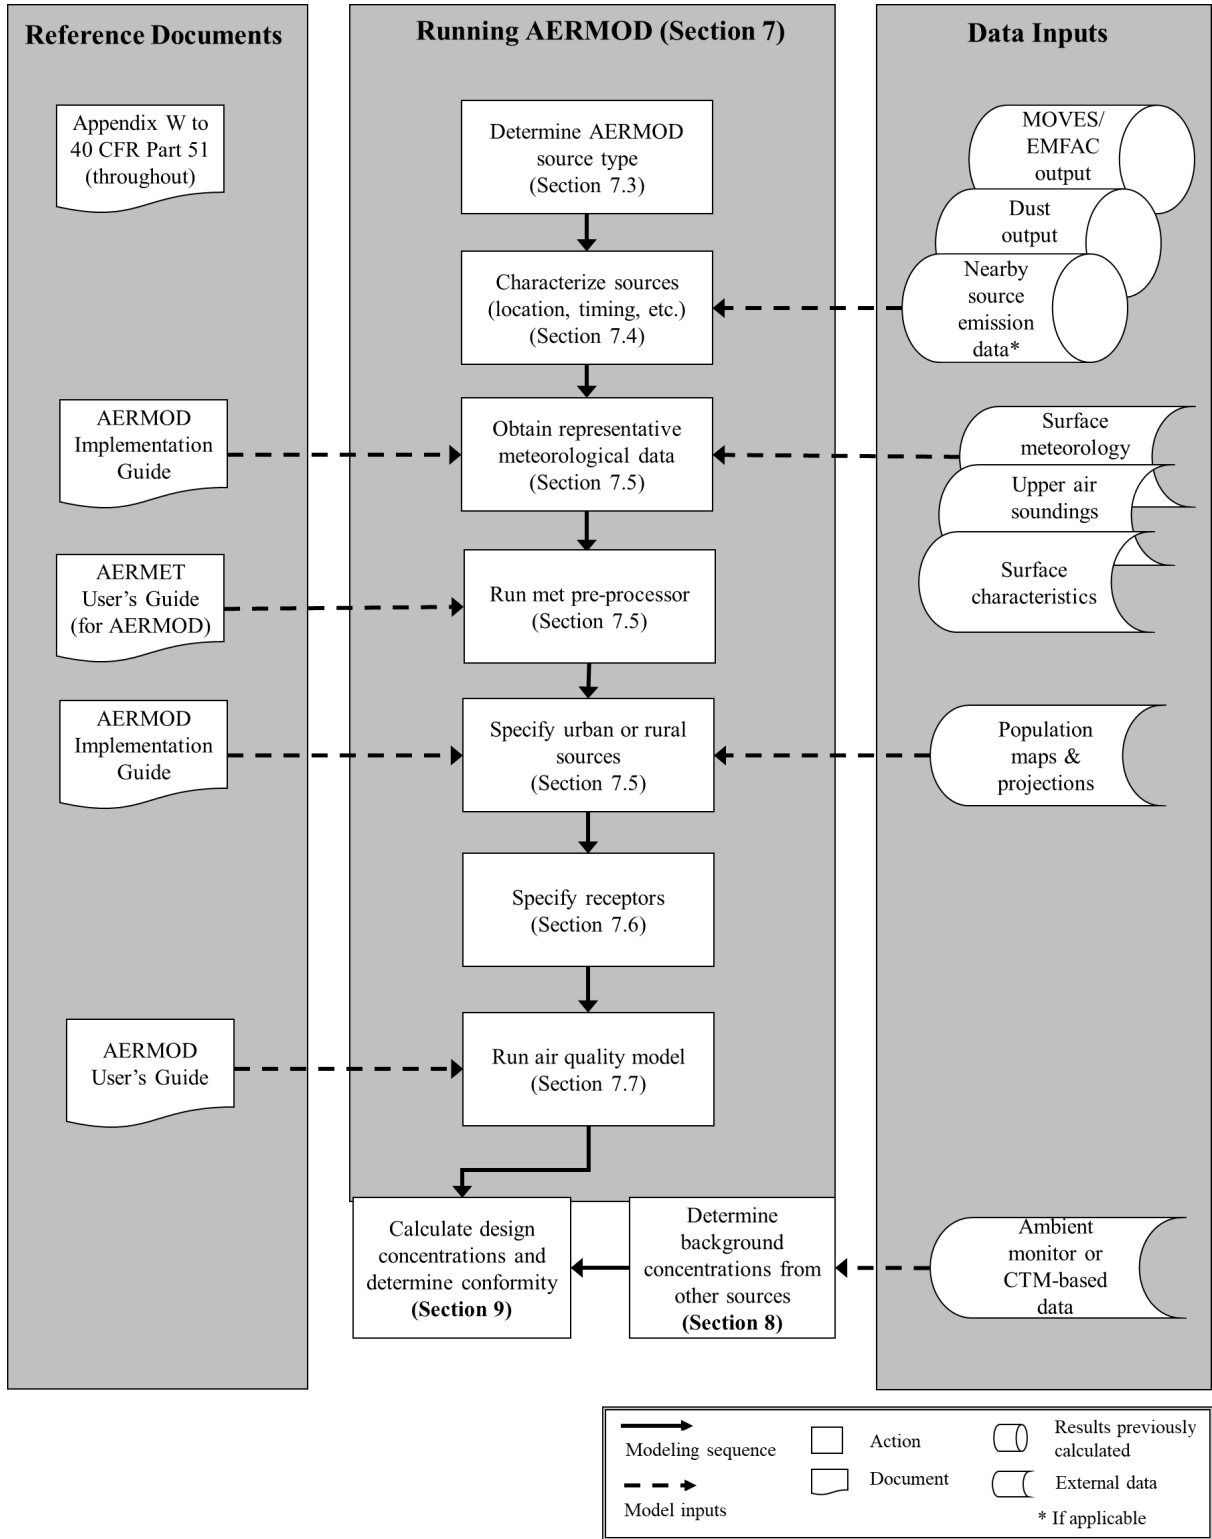 Reference Documents
Appendix W to
40 CFR Part 51
(throughout)
AERMOD
Implementation
Guide
AERMET
User’s Guide
(for AERMOD)
AERMOD
Implementation
Guide
AERMOD
User’s Guide
Running AERMOD (Section 7)
Determine AERMOD
source type
(Section 7.3)
Characterize sources
(location, timing, etc.)
(Section 7.4)
Obtain representative
meteorological data
(Section 7.5)
Run met pre-processor
(Section 7.5)
Specify urban or rural
sources
(Section 7.5)
Specify receptors
(Section 7.6)
Run air quality model
(Section 7.7)
Calculate design
concentrations and
determine conformity
(Section 9)
Determine
background
concentrations from
other sources
(Section 8)
Data Inputs
MOVES/
EMFAC
output
Dust
output
Nearby
source
emission
data*
Surface
meteorology
Upper air
soundings
Surface
characteristics
Population
maps &
projections
Ambient
monitor or
CTM-based
data
Modeling sequence
Model inputs
Action
Document
Results previously
calculated
External data
* If applicable